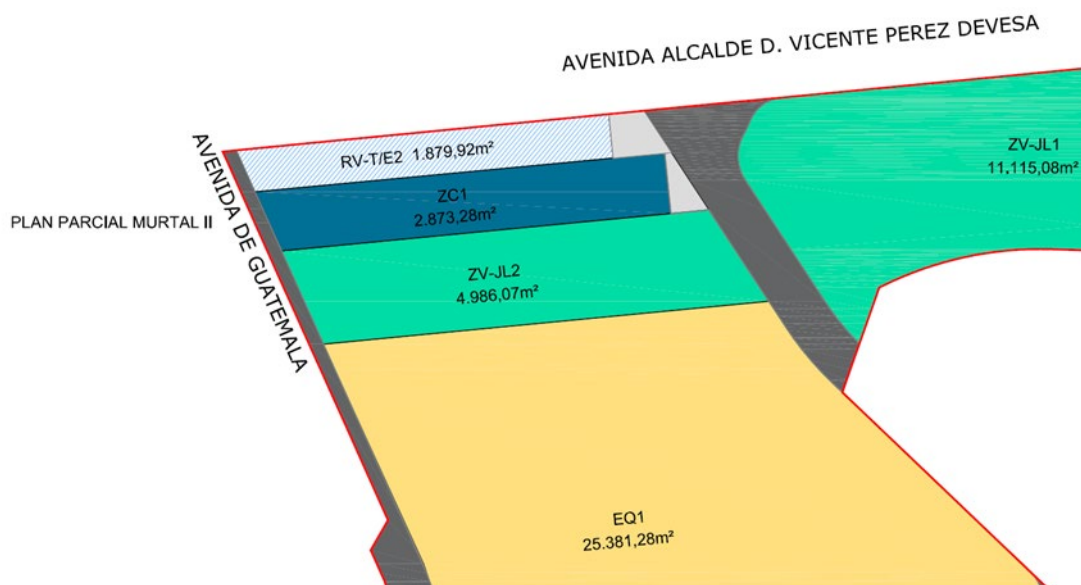 AVENIDA ALCALDE D. VICENTE PEREZ DEVESA
RV-T/E2 1.879,92m²
ZV-JL1
11,115,08m²
AVENIDA DE GUATEMALA
ZC1
2.873,28m²
PLAN PARCIAL MURTAL II
ZV-JL2
4.986,07m²
EQ1
25.381,28m²